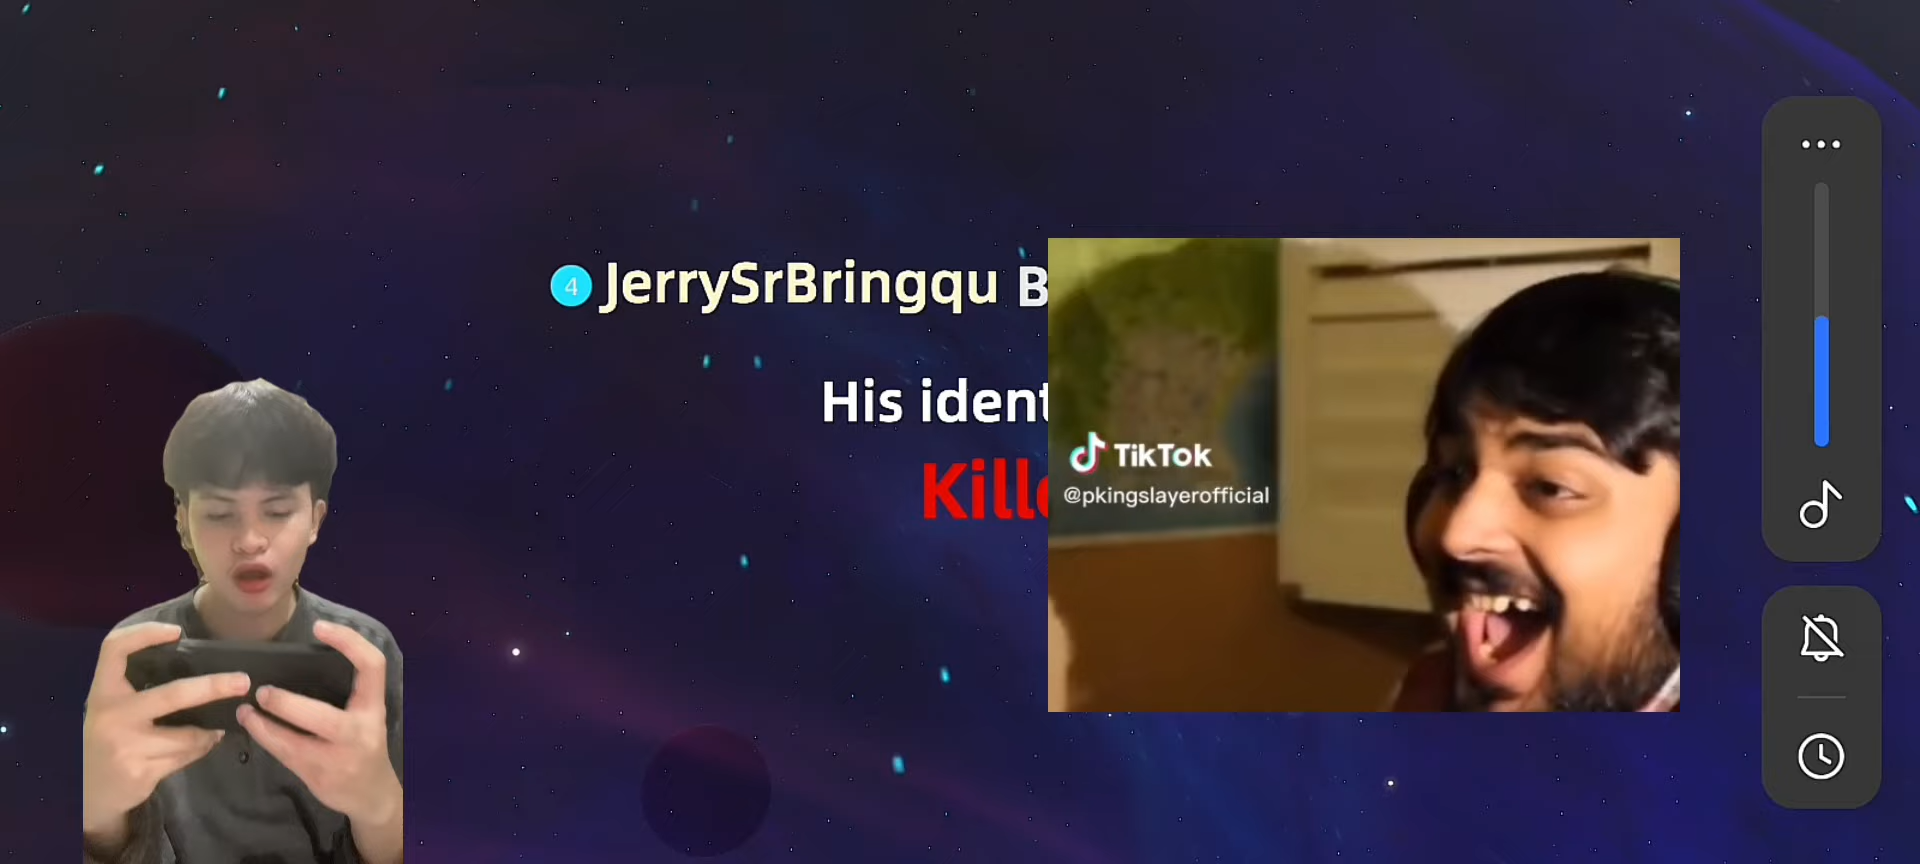 4 JerrySrBringqu B
His ident
Kill
TikTok
@pkingslayerofficial